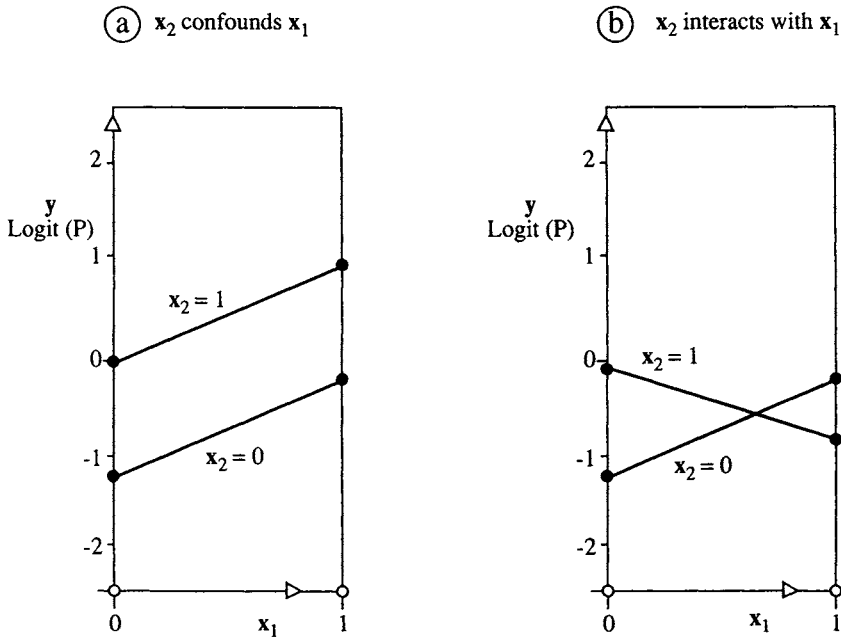 a x₂ confounds x₁
2
y
Logit (P)
1
x₂ = 1
0
x₂ = 0
-1
-2
0
x₁
1
b x₂ interacts with x₁
2
y
Logit (P)
1
0
x₂ = 1
x₂ = 0
-1
-2
0
x₁
1